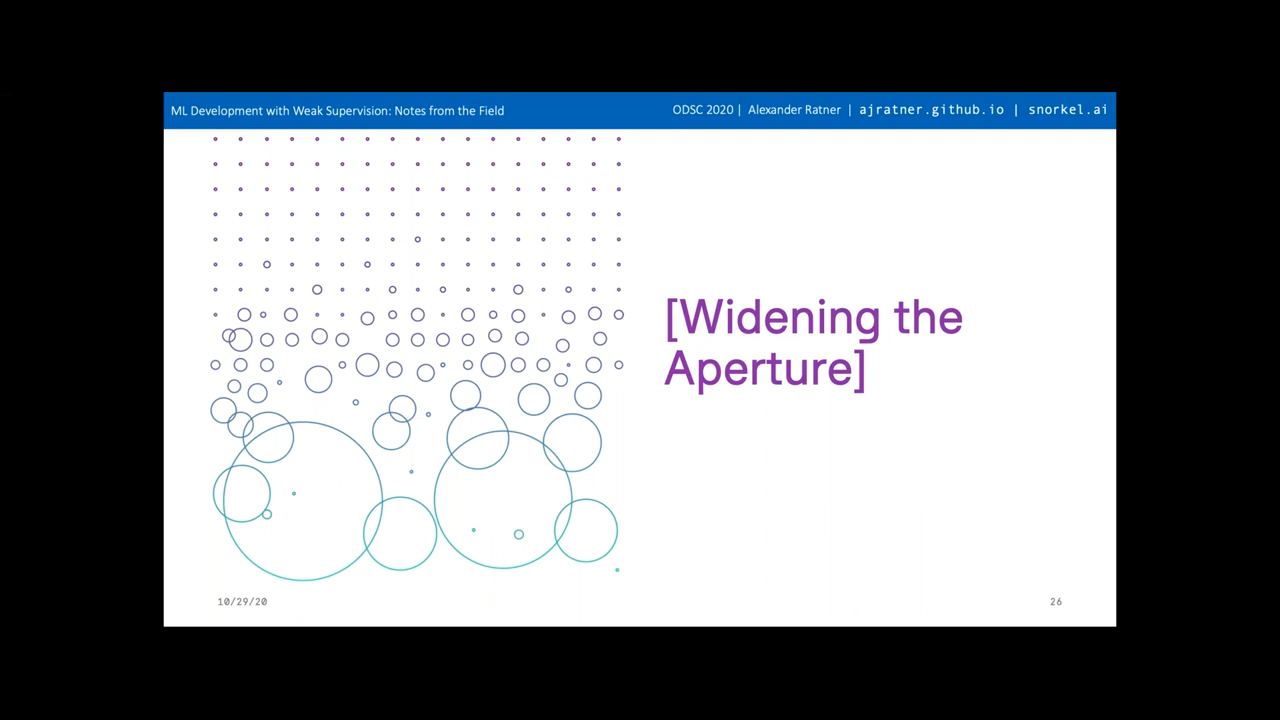 ML Development with Weak Supervision: Notes from the Field
ODSC 2020 | Alexander Ratner | ajratner.github.io | snorkel.ai
[Widening the
Aperture]
10/29/20
26